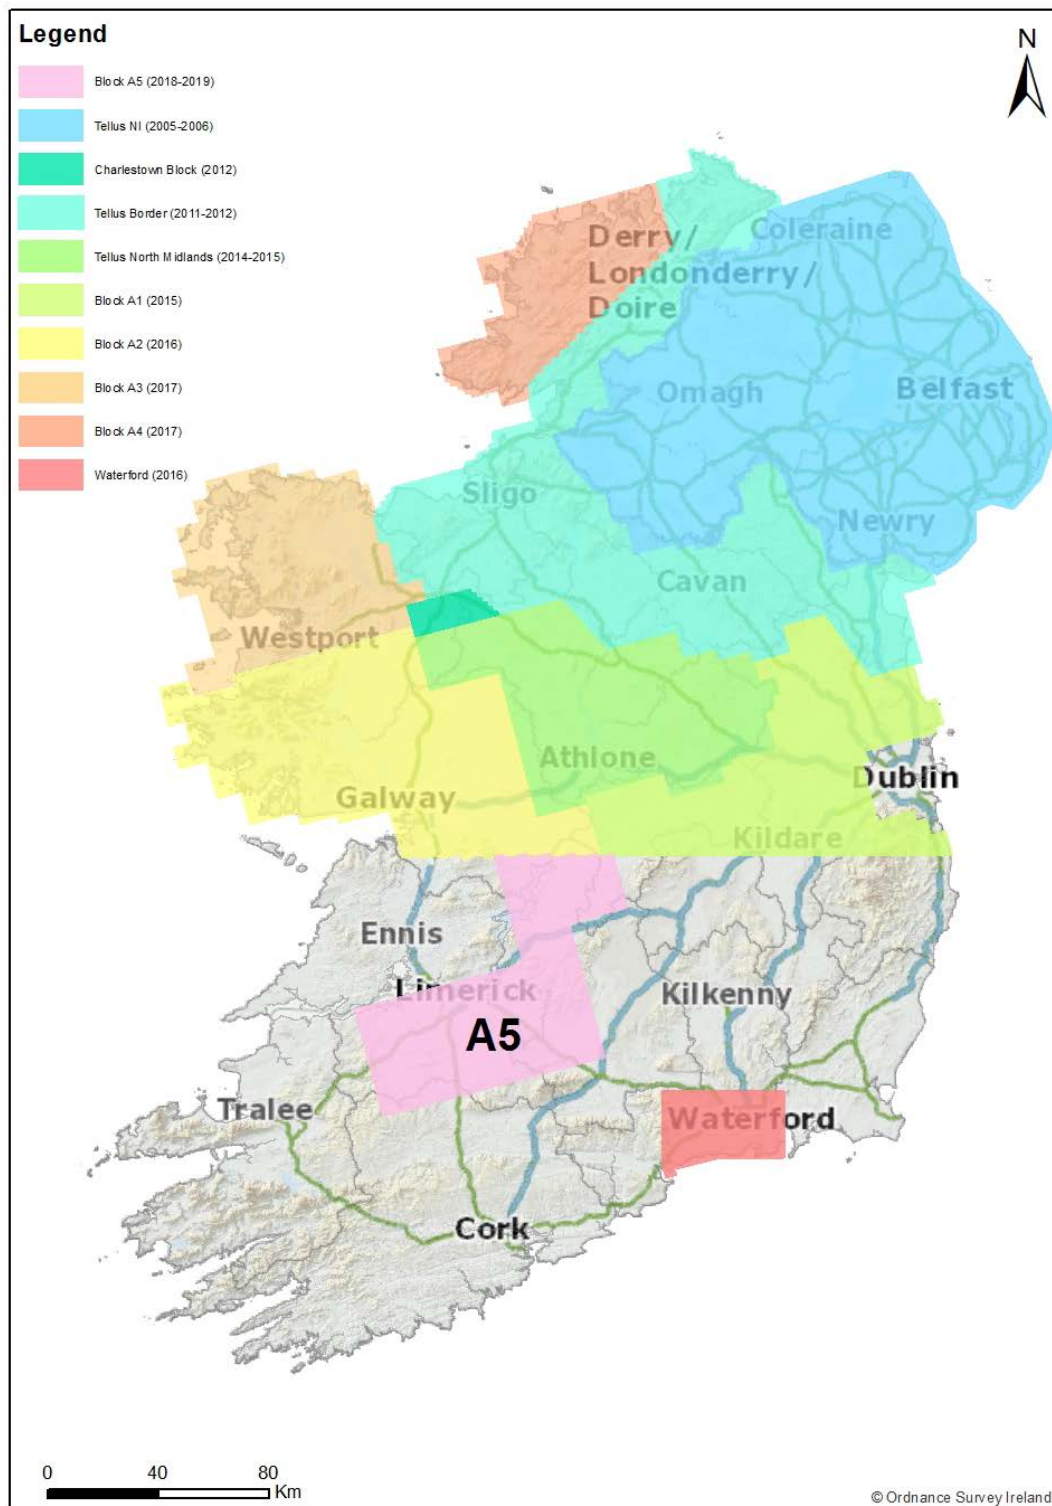 Legend
N
Block A5 (2018-2019)
Tellus NI (2005-2006)
Charlestown Block (2012)
Tellus Border (2011-2012)
Tellus North Midlands (2014-2015)
Block A1 (2015)
Block A2 (2016)
Block A3 (2017)
Block A4 (2017)
Waterford (2016)
Derry/
Londonderry/
Doire
Coleraine
Omagh
Belfast
Sligo
Newry
Cavan
Westport
Athlone
Dublin
Galway
Kildare
Ennis
Limerick
Kilkenny
A5
Tralee
Waterford
Cork
0 40 80
Km
© Ordnance Survey Ireland